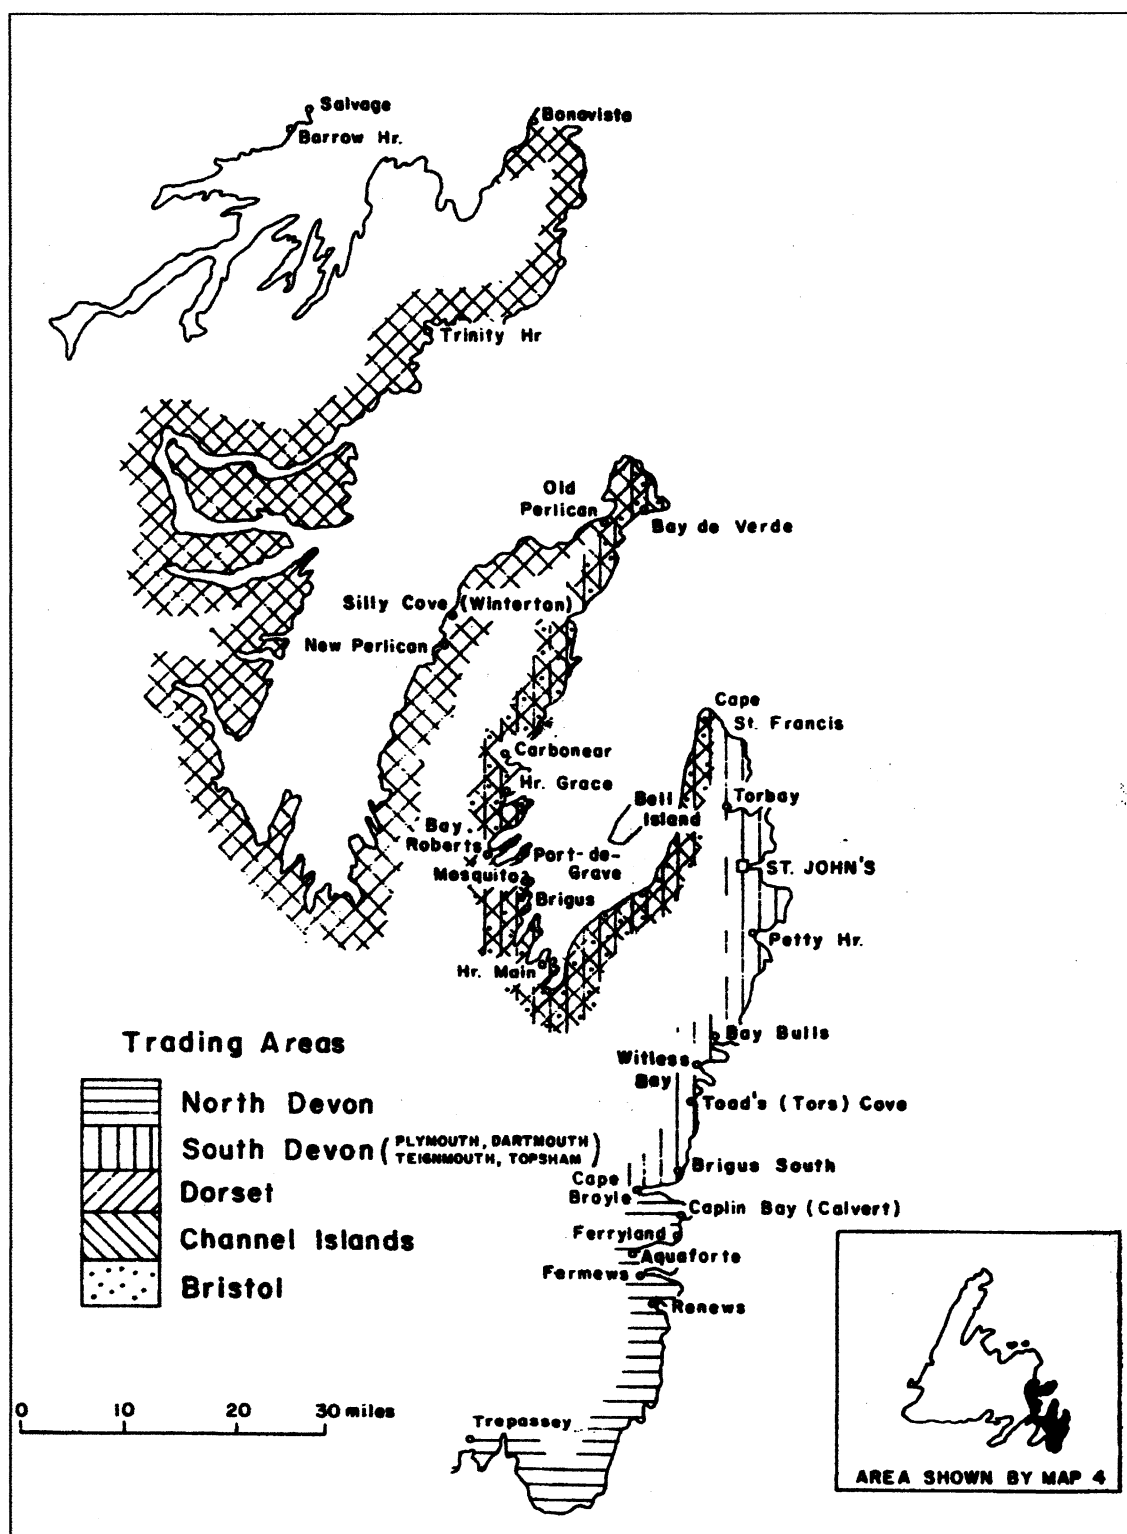 Salvage
Barrow Hr.
Bonavista
Trinity Hr
Old
Perlican
Bay de Verde
Silly Cove (Winterton)
New Perlican
Cape
St. Francis
Carbonear
Hr. Grace
Bell
Island
Torbay
Bay
Roberts
Port-de-
Grave
ST. JOHN'S
Mosquito
Brigus
Petty Hr.
Hr. Main
Bay Bulls
Witless
Bay
Toad's (Tors) Cove
Brigus South
Cape
Broyle
Caplin Bay (Calvert)
Ferryland
Aquaforte
Fermews
Renews
Trepassey
Trading Areas
North Devon
South Devon (PLYMOUTH, DARTMOUTH
TEIGNMOUTH, TOPSHAM)
Dorset
Channel Islands
Bristol
0 10 20 30 miles
AREA SHOWN BY MAP 4